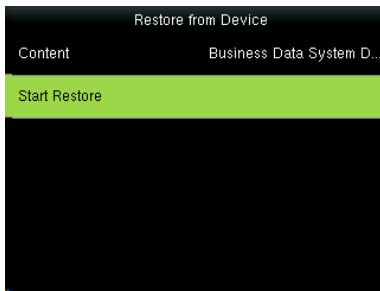 Restore from Device
Content Business Data System D...
Start Restore